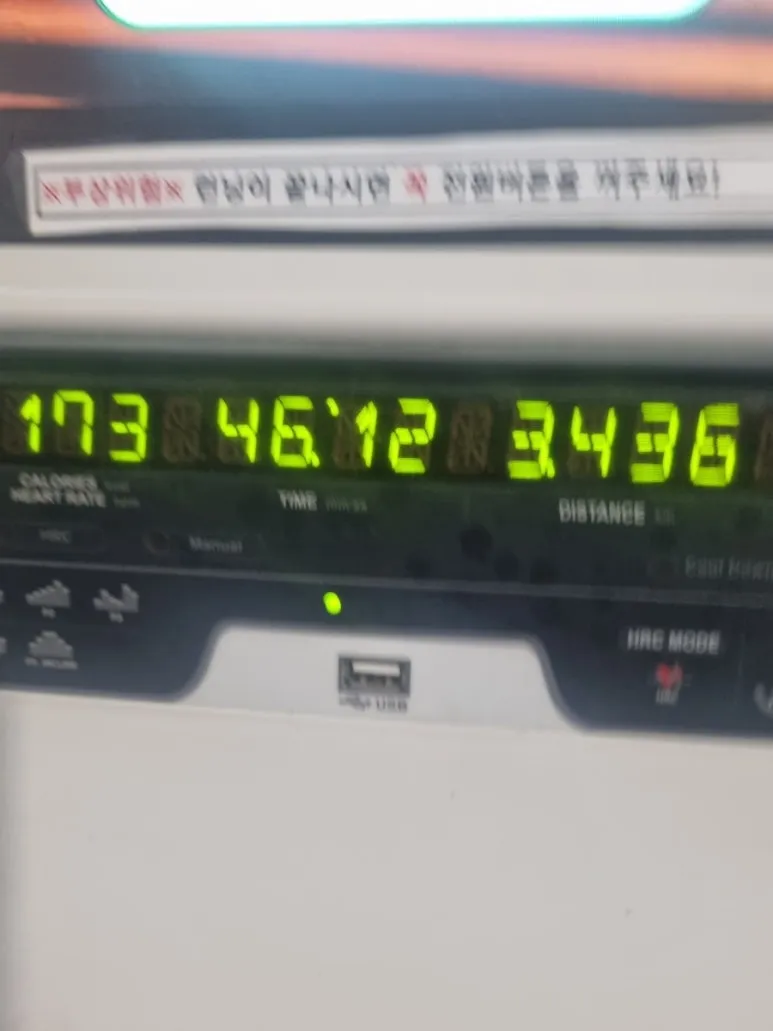 ※부상위험※ 런닝이 끝나시면 꼭 전원버튼을 꺼주세요!
173 46:12 3.436
CALORIES
HEART RATE
TIME
DISTANCE
HRC
Manual
HRC MODE
USB